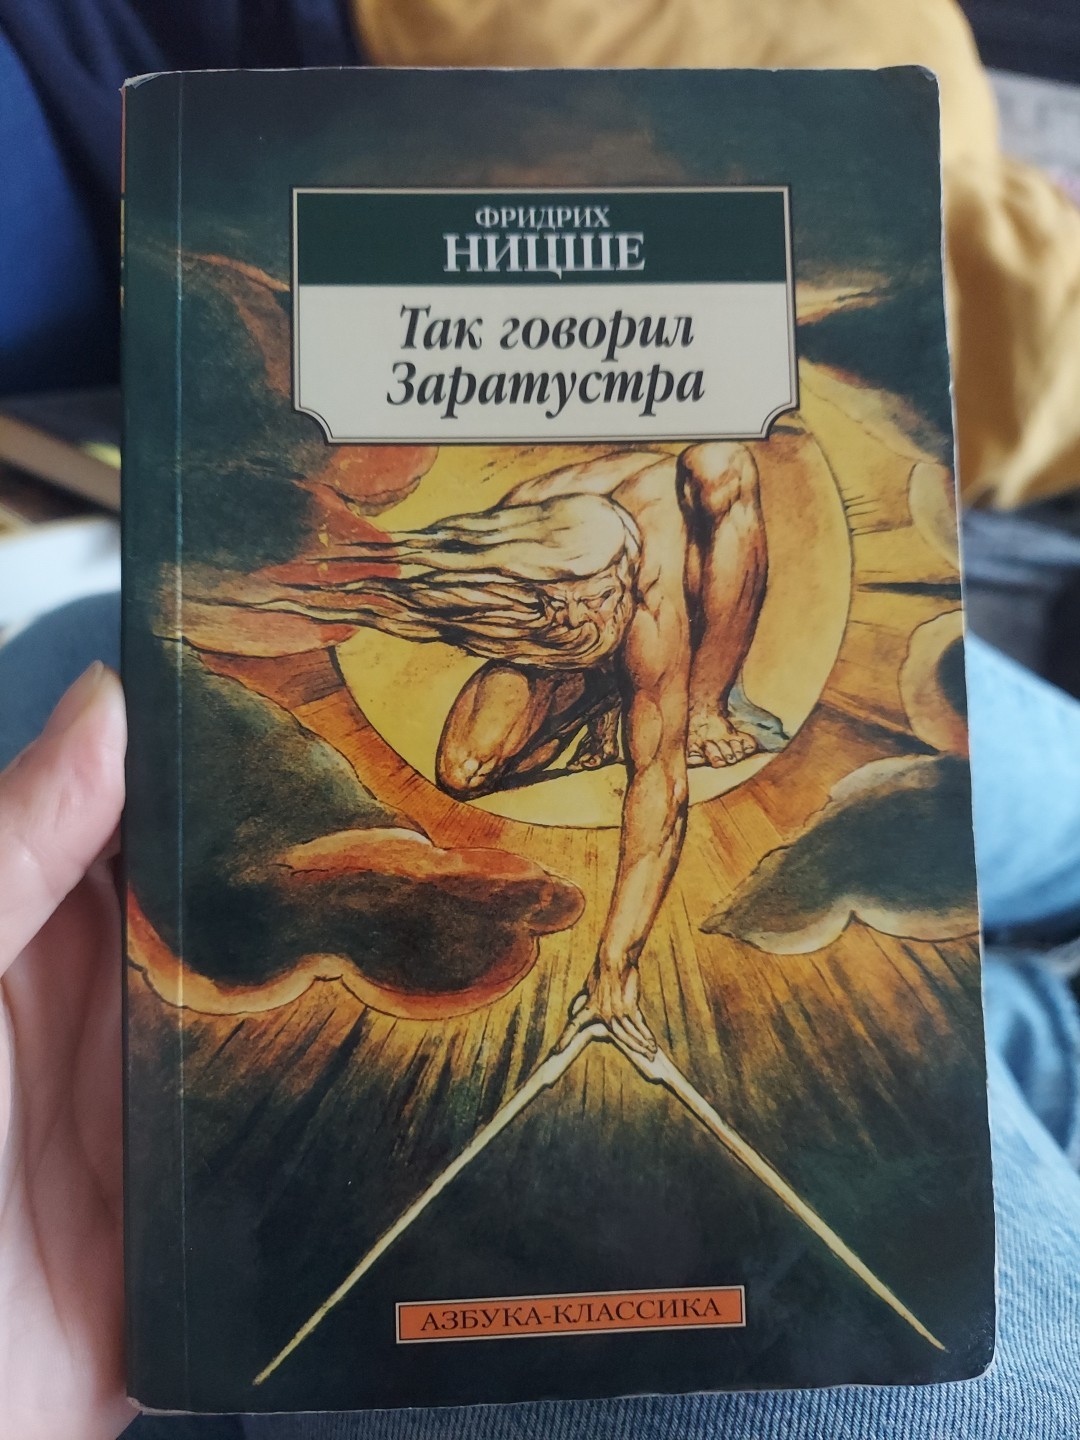 ФРИДРИХ
НИЦШЕ
Так говорил
Заратустра
АЗБУКА-КЛАССИКА